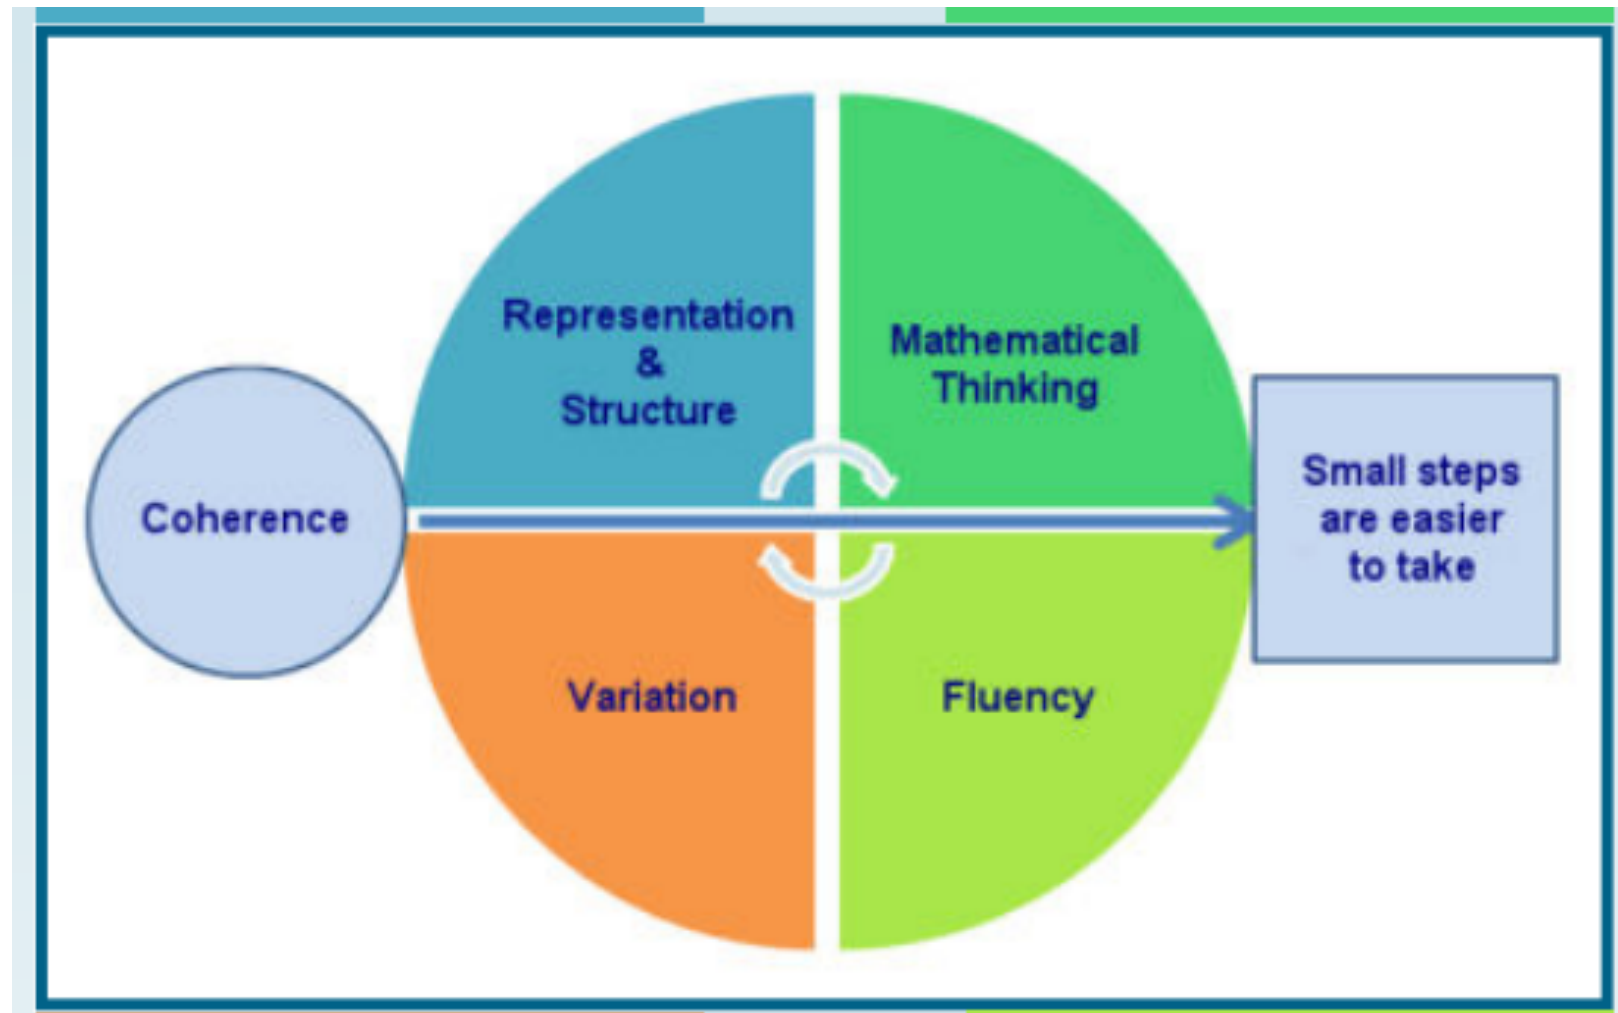 Representation
&
Structure
Mathematical
Thinking
Coherence
Small steps
are easier
to take
Variation
Fluency